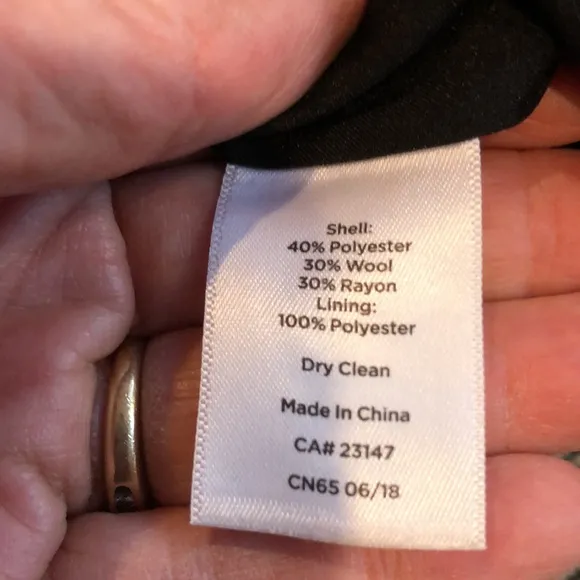 Shell:
40% Polyester
30% Wool
30% Rayon
Lining:
100% Polyester
Dry Clean
Made In China
CA# 23147
CN65 06/18